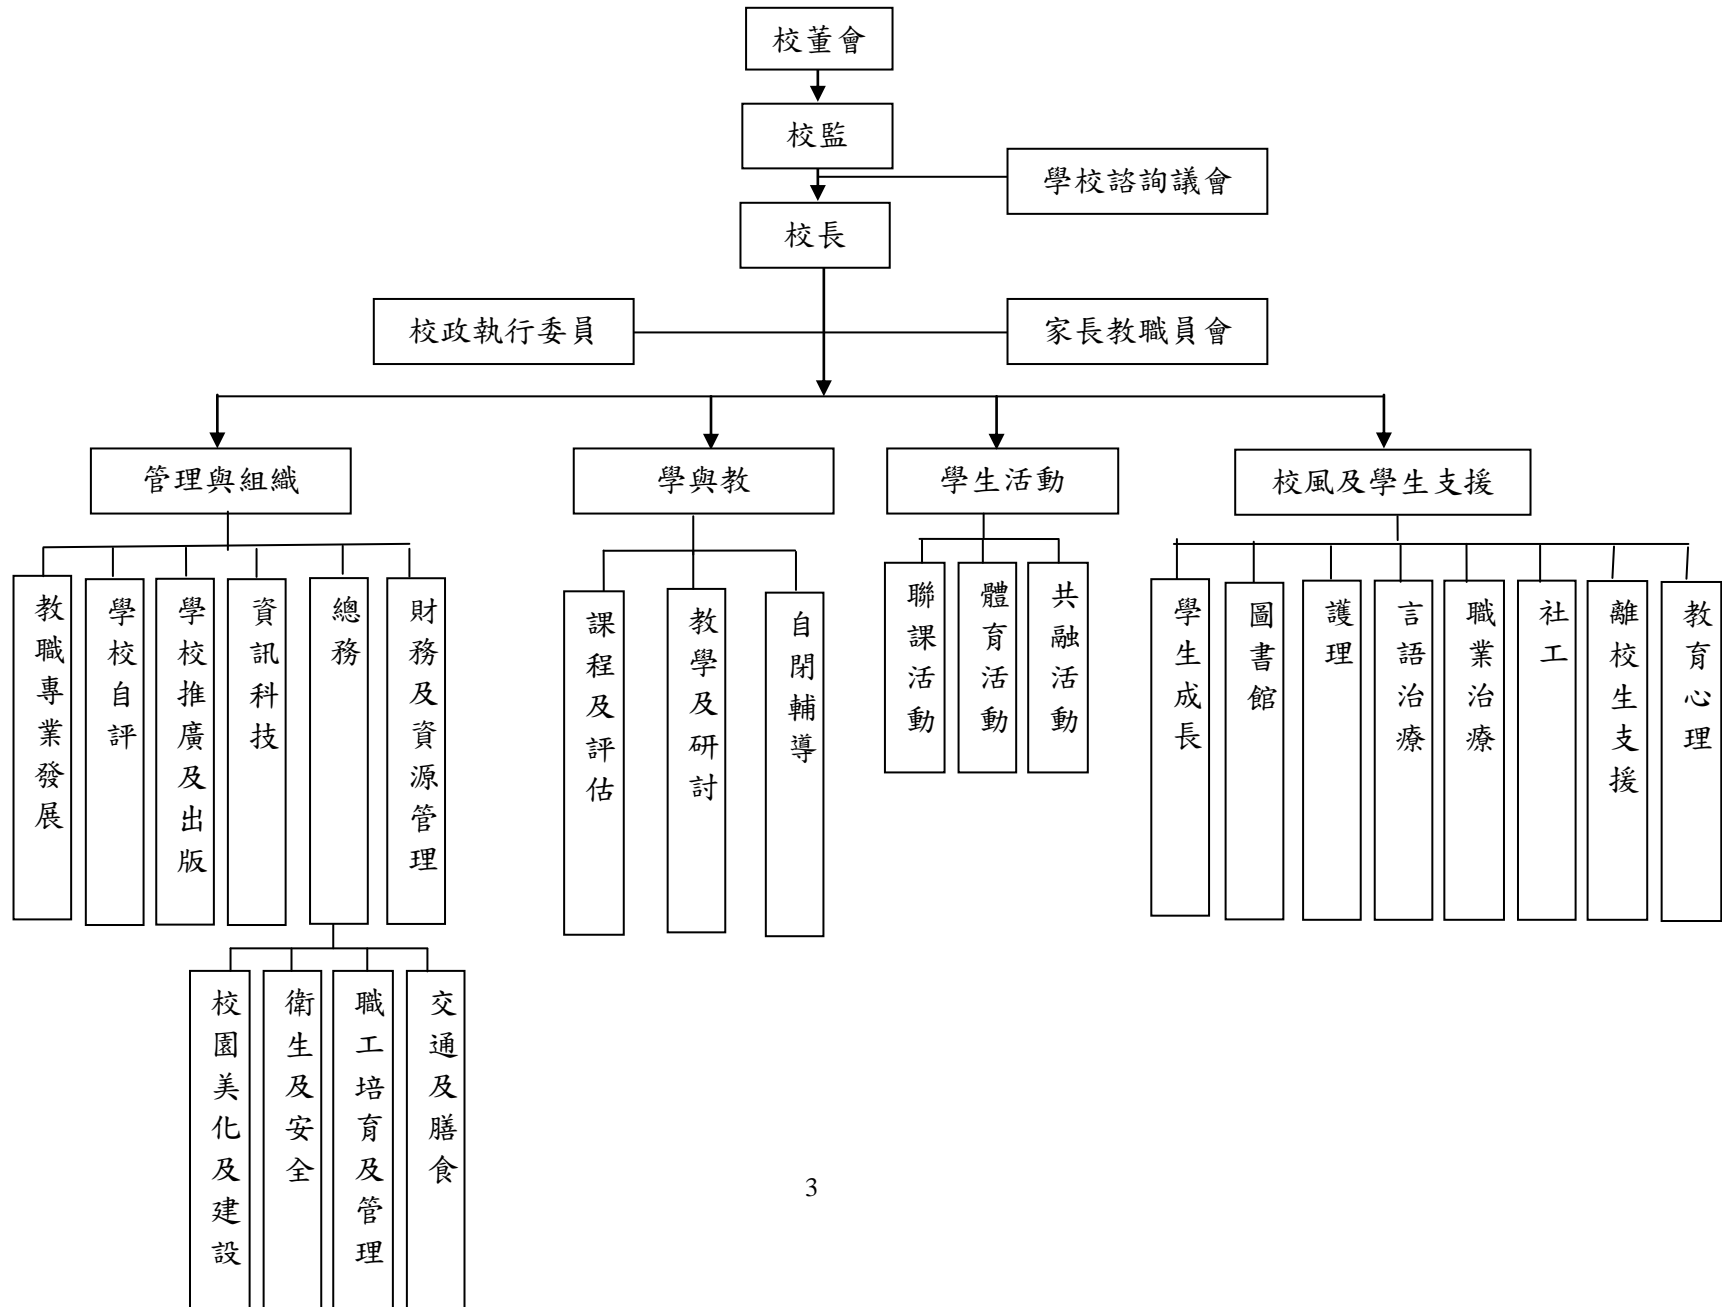 校董會
校監
學校諮詢議會
校長
校政執行委員
家長教職員會
管理與組織
學與教
學生活動
校風及學生支援
教職專業發展
學校自評
學校推廣及出版
資訊科技
總務
財務及資源管理
課程及評估
教學及研討
自閉輔導
聯課活動
體育活動
共融活動
學生成長
圖書館
護理
言語治療
職業治療
社工
離校生支援
教育心理
校園美化及建設
衛生及安全
職工培育及管理
交通及膳食
3